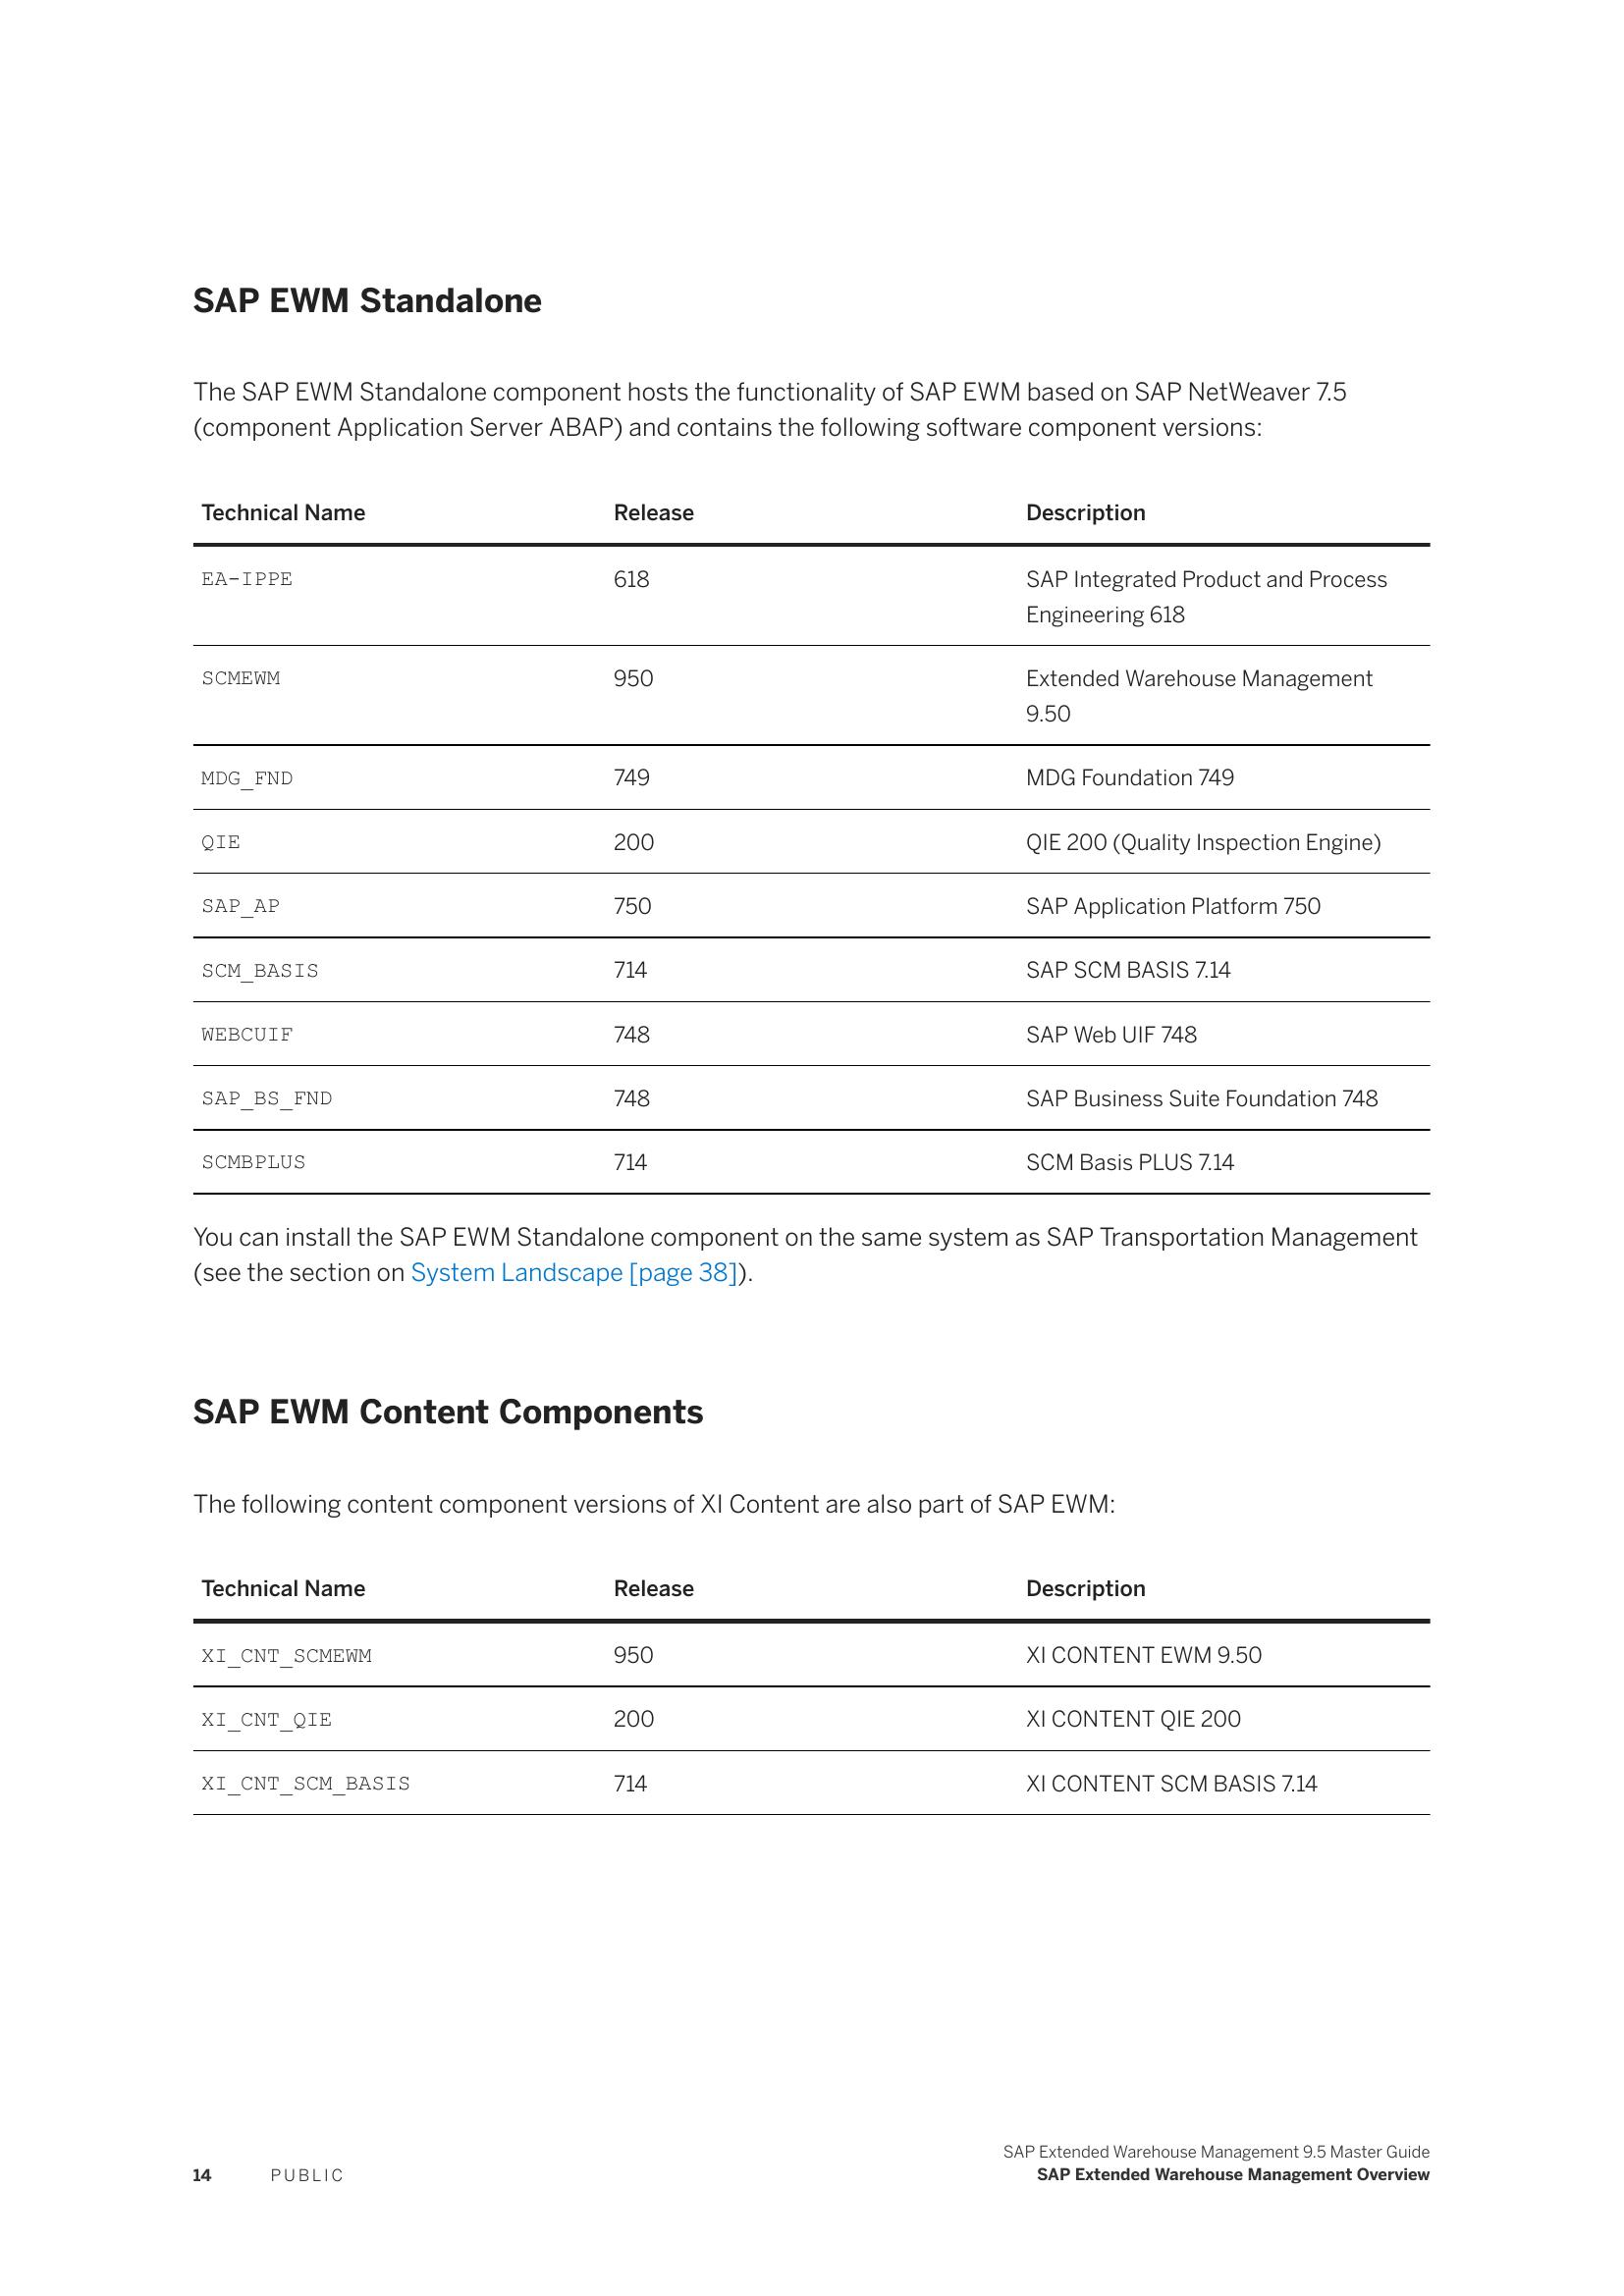 SAP EWM Standalone
The SAP EWM Standalone component hosts the functionality of SAP EWM based on SAP NetWeaver 7.5
(component Application Server ABAP) and contains the following software component versions:
Technical Name Release Description
EA-IPPE 618 SAP Integrated Product and Process
Engineering 618
SCMEWM 950 Extended Warehouse Management
9.50
MDG_FND 749 MDG Foundation 749
QIE 200 QIE 200 (Quality Inspection Engine)
SAP_AP 750 SAP Application Platform 750
SCM_BASIS 714 SAP SCM BASIS 7.14
WEBCUIF 748 SAP Web UIF 748
SAP_BS_FND 748 SAP Business Suite Foundation 748
SCMBPLUS 714 SCM Basis PLUS 7.14
You can install the SAP EWM Standalone component on the same system as SAP Transportation Management
(see the section on System Landscape [page 38]).
SAP EWM Content Components
The following content component versions of XI Content are also part of SAP EWM:
Technical Name Release Description
XI_CNT_SCMEWM 950 XI CONTENT EWM 9.50
XI_CNT_QIE 200 XI CONTENT QIE 200
XI_CNT_SCM_BASIS 714 XI CONTENT SCM BASIS 7.14
SAP Extended Warehouse Management 9.5 Master Guide
14 PUBLIC SAP Extended Warehouse Management Overview